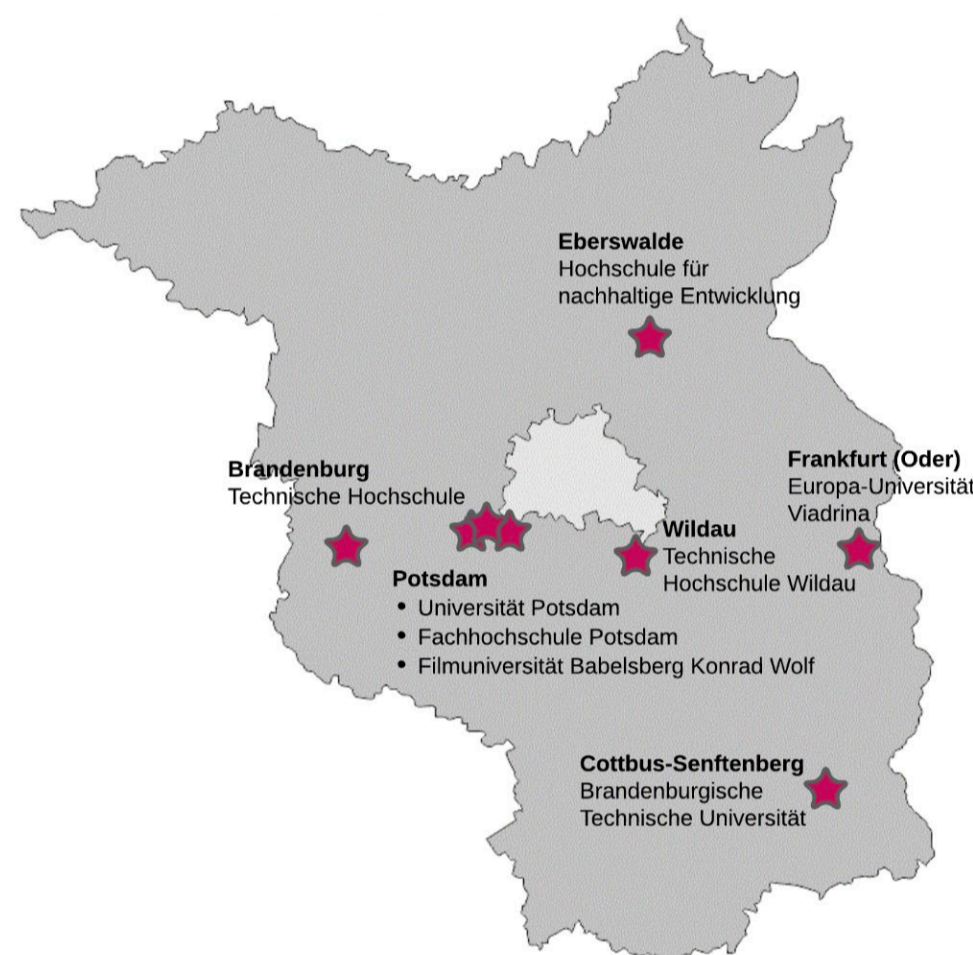 Eberswalde
Hochschule für
nachhaltige Entwicklung
Brandenburg
Technische Hochschule
Frankfurt (Oder)
Europa-Universität
Viadrina
Wildau
Technische
Hochschule Wildau
Potsdam
• Universität Potsdam
• Fachhochschule Potsdam
• Filmuniversität Babelsberg Konrad Wolf
Cottbus-Senftenberg
Brandenburgische
Technische Universität